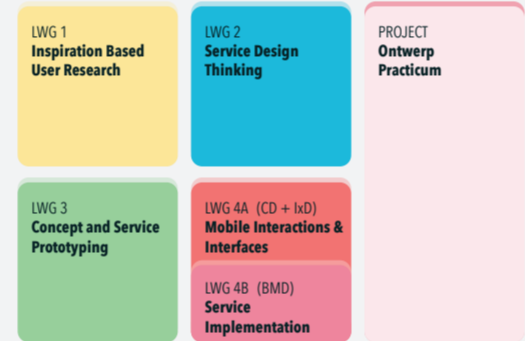 LWG 1
Inspiration Based
User Research
LWG 2
Service Design
Thinking
PROJECT
Ontwerp
Practicum
LWG 3
Concept and Service
Prototyping
LWG 4A (CD + IxD)
Mobile Interactions &
Interfaces
LWG 4B (BMD)
Service
Implementation